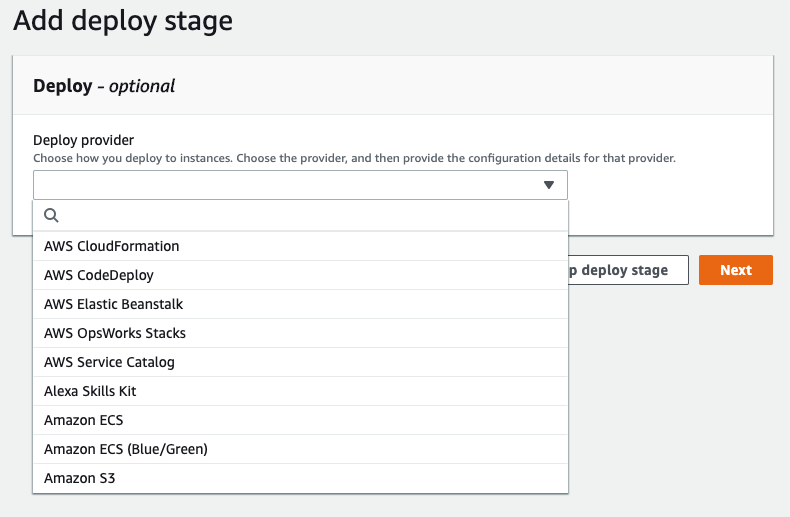 Add deploy stage
Deploy - optional
Deploy provider
Choose how you deploy to instances. Choose the provider, and then provide the configuration details for that provider.
AWS CloudFormation
AWS CodeDeploy
p deploy stage
Next
AWS Elastic Beanstalk
AWS OpsWorks Stacks
AWS Service Catalog
Alexa Skills Kit
Amazon ECS
Amazon ECS (Blue/Green)
Amazon S3